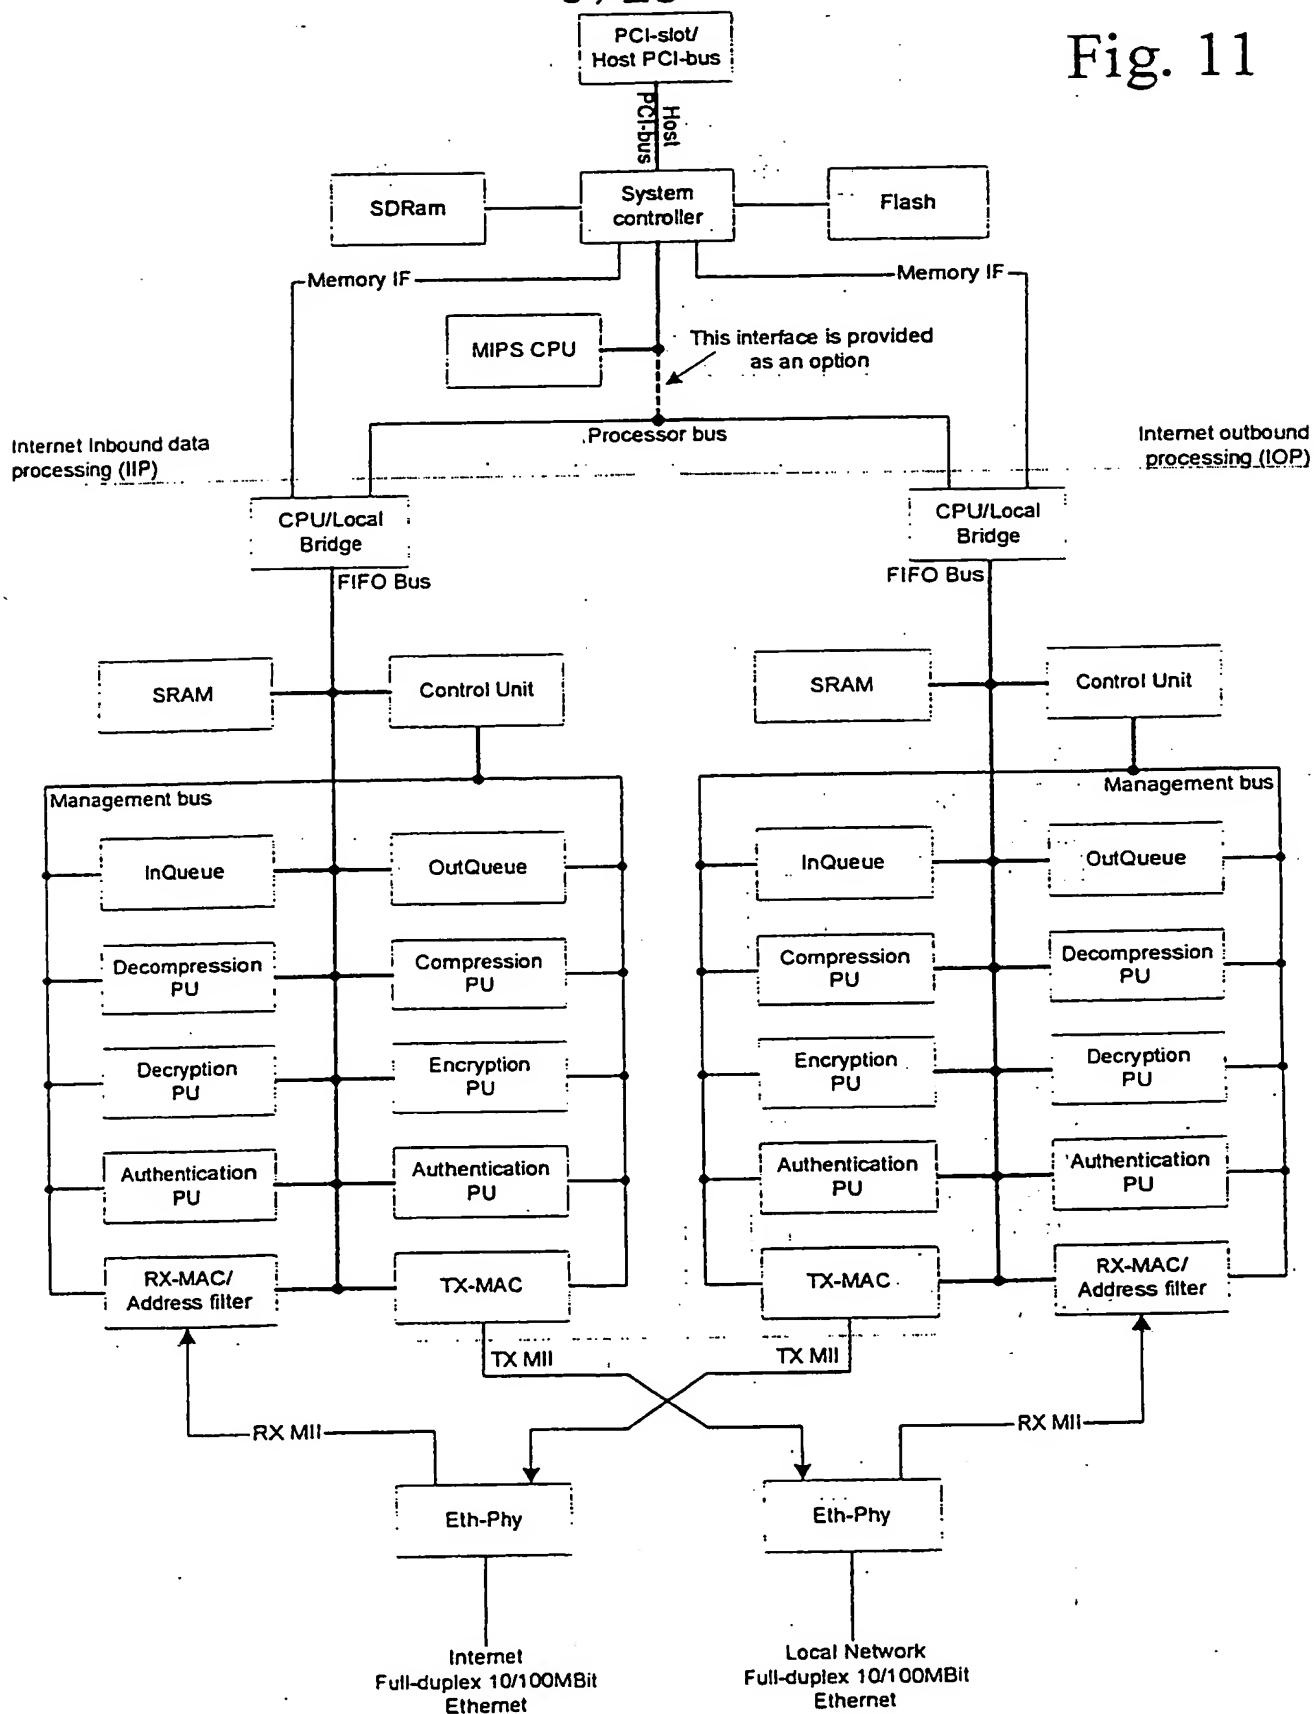 PCI-slot/
Host PCI-bus
Fig. 11
Host
PCI-bus
SDRam
System
controller
Flash
Memory IF
Memory IF
MIPS CPU
This interface is provided
as an option
Processor bus
Internet Inbound data
processing (IIP)
Internet outbound
processing (IOP)
CPU/Local
Bridge
CPU/Local
Bridge
FIFO Bus
FIFO Bus
SRAM
Control Unit
SRAM
Control Unit
Management bus
Management bus
InQueue
OutQueue
InQueue
OutQueue
Decompression
PU
Compression
PU
Compression
PU
Decompression
PU
Decryption
PU
Encryption
PU
Encryption
PU
Decryption
PU
Authentication
PU
Authentication
PU
Authentication
PU
Authentication
PU
RX-MAC/
Address filter
TX-MAC
TX-MAC
RX-MAC/
Address filter
TX MII
TX MII
RX MII
RX MII
Eth-Phy
Eth-Phy
Internet
Full-duplex 10/100MBit
Ethernet
Local Network
Full-duplex 10/100MBit
Ethernet